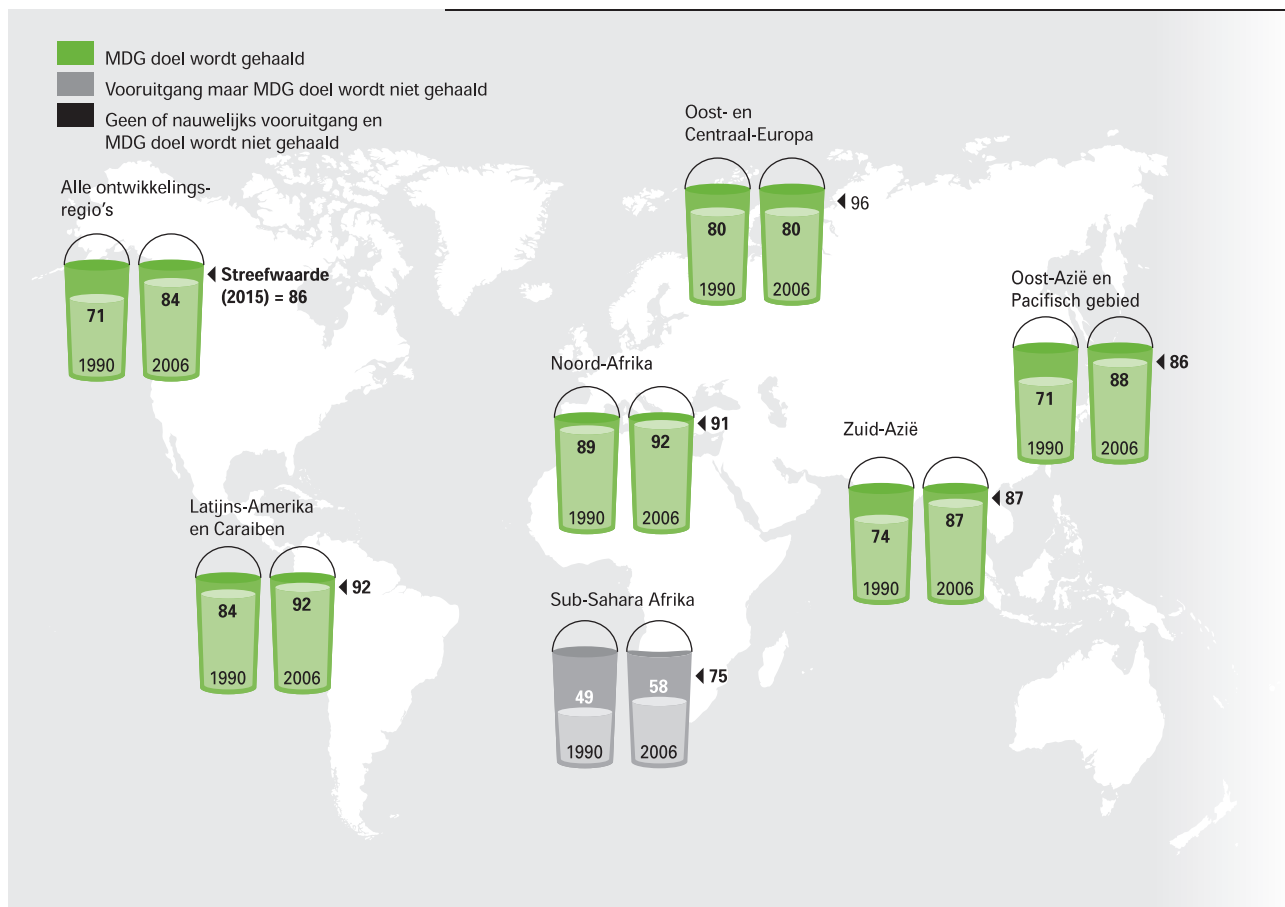 MDG doel wordt gehaald
Vooruitgang maar MDG doel wordt niet gehaald
Geen of nauwelijks vooruitgang en
MDG doel wordt niet gehaald
Alle ontwikkelings-
regio's
71
1990
84
2006
Streefwaarde
(2015) = 86
Oost- en
Centraal-Europa
80
1990
80
2006
96
Oost-Azië en
Pacifisch gebied
71
1990
88
2006
86
Noord-Afrika
89
1990
92
2006
91
Zuid-Azië
74
1990
87
2006
87
Latijns-Amerika
en Caraiben
84
1990
92
2006
92
Sub-Sahara Afrika
49
1990
58
2006
75